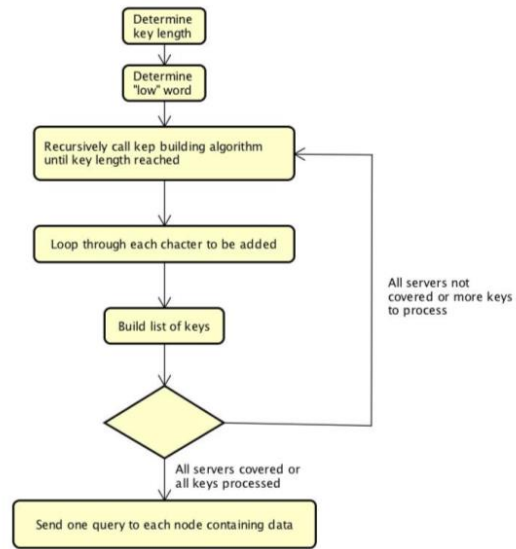 Determine
key length
Determine
"low" word
Recursively call kep building algorithm
until key length reached
Loop through each chacter to be added
Build list of keys
All servers not
covered or more keys
to process
All servers covered or
all keys processed
Send one query to each node containing data